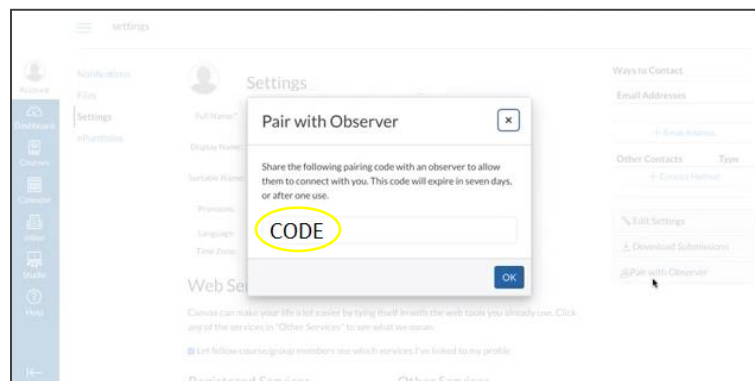 settings
Account
Dashboard
Courses
Calendar
Inbox
Studio
Help
Notifications
Files
Settings
ePortfolios
Settings
Full Name:*
Display Name:
Sortable Name:
Pronouns:
Language:
Time Zone:
Pair with Observer
×
Share the following pairing code with an observer to allow
them to connect with you. This code will expire in seven days,
or after one use.
CODE
OK
Ways to Contact
Email Addresses
+ Email Address
Other Contacts Type
+ Contact Method
Edit Settings
Download Submissions
Pair with Observer
Web Se
Canvas can make your life a lot easier by tying itself in with the web tools you already use. Click
any of the services in "Other Services" to see what we mean.
Let fellow course/group members see which services I've linked to my profile
Registered Services Other Services